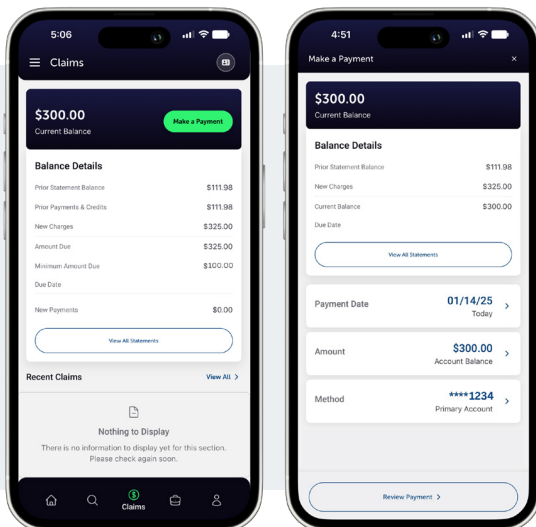 5:06
Claims
$300.00
Current Balance
Make a Payment
Balance Details
Prior Statement Balance $111.98
Prior Payments & Credits $111.98
New Charges $325.00
Amount Due $325.00
Minimum Amount Due $100.00
Due Date
New Payments $0.00
View All Statements
Recent Claims View All >
Nothing to Display
There is no information to display yet for this section.
Please check again soon.
Claims
4:51
Make a Payment ×
$300.00
Current Balance
Balance Details
Prior Statement Balance $111.98
New Charges $325.00
Current Balance $300.00
Due Date
View All Statements
Payment Date 01/14/25 >
Today
Amount $300.00 >
Account Balance
Method ****1234 >
Primary Account
Review Payment >